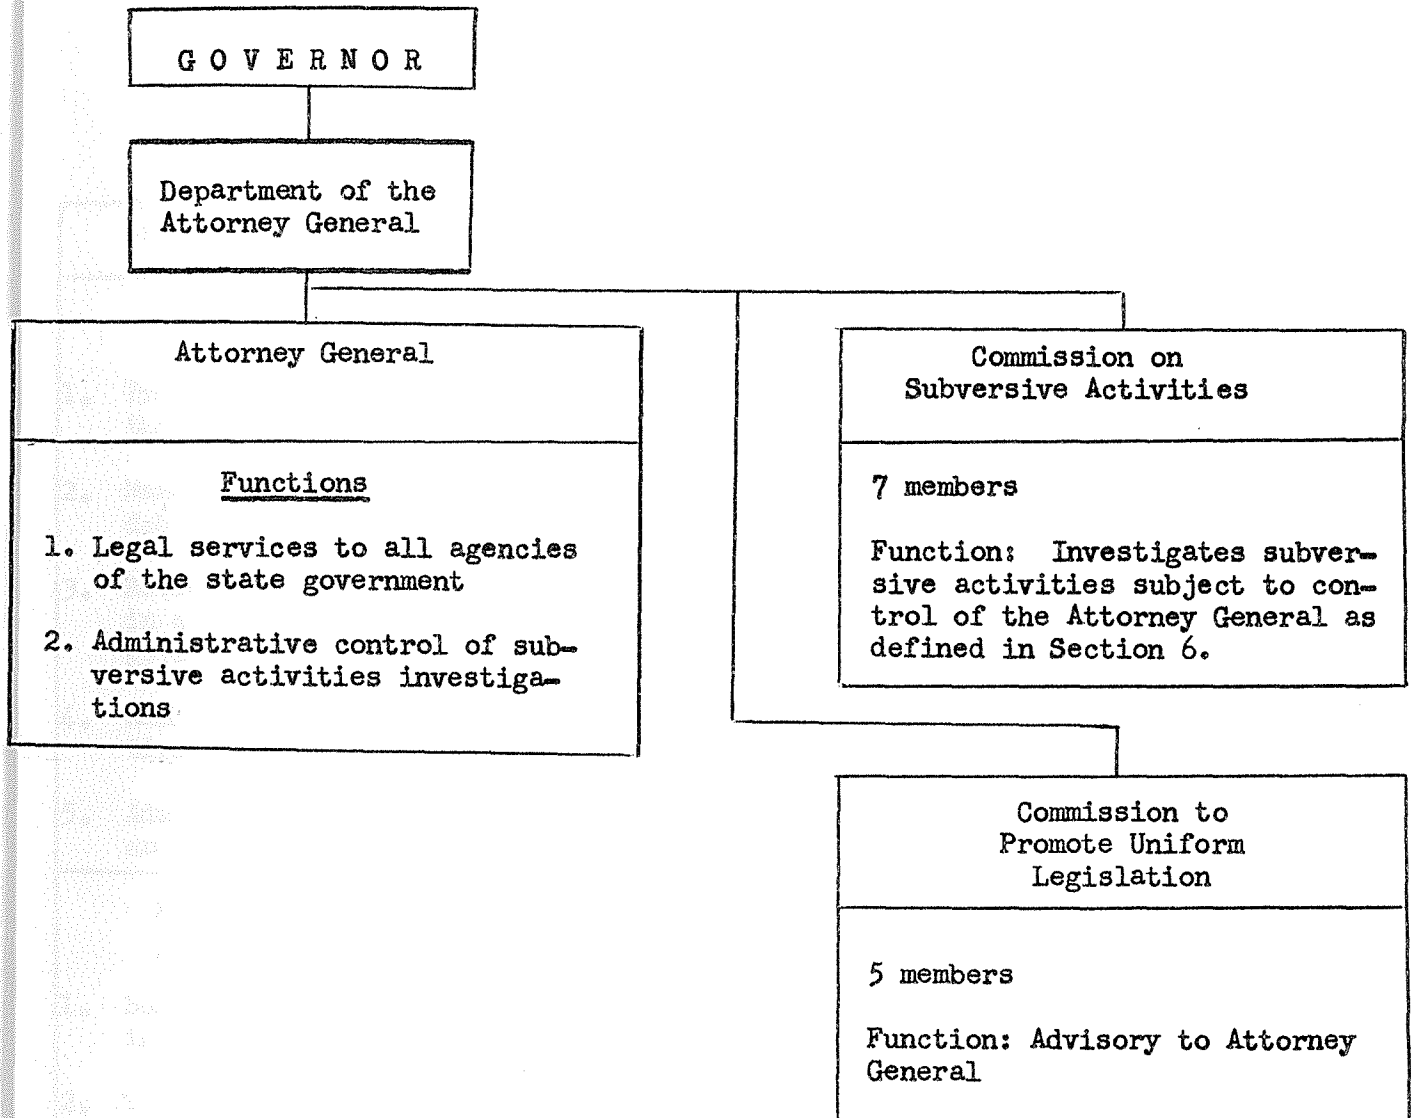 G O V E R N O R
Department of the
Attorney General
Attorney General
Functions
1. Legal services to all agencies
of the state government
2. Administrative control of sub-
versive activities investiga-
tions
Commission on
Subversive Activities
7 members
Function: Investigates subver-
sive activities subject to con-
trol of the Attorney General as
defined in Section 6.
Commission to
Promote Uniform
Legislation
5 members
Function: Advisory to Attorney
General